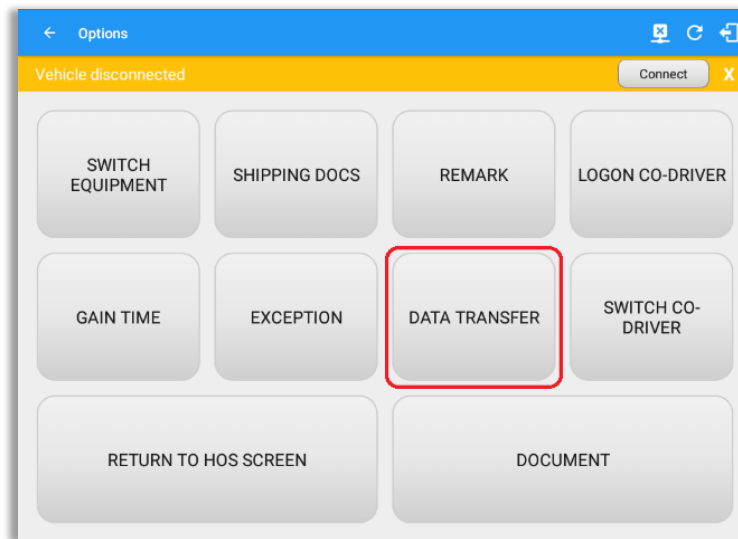 Options
Vehicle disconnected
Connect
X
SWITCH
EQUIPMENT
SHIPPING DOCS
REMARK
LOGON CO-DRIVER
GAIN TIME
EXCEPTION
DATA TRANSFER
SWITCH CO-
DRIVER
RETURN TO HOS SCREEN
DOCUMENT